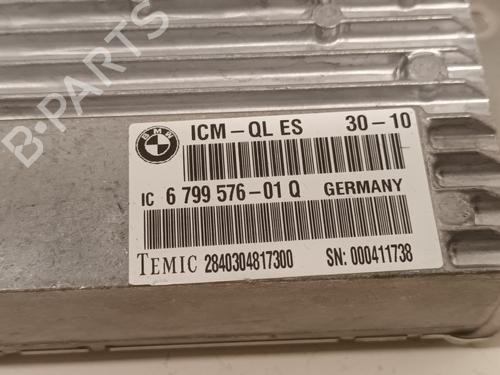 B-PARTS
BMW
ICM-QL ES 30-10
IC 6 799 576-01 Q GERMANY
TEMIC 2840304817300 SN: 000411738